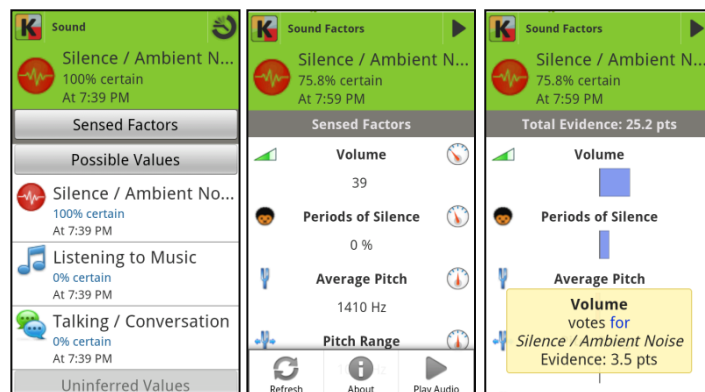 K Sound
Silence / Ambient N...
100% certain
At 7:39 PM
Sensed Factors
Possible Values
Silence / Ambient No...
100% certain
At 7:39 PM
Listening to Music
0% certain
At 7:39 PM
Talking / Conversation
0% certain
At 7:39 PM
Uninferred Values
K Sound Factors
Silence / Ambient N...
75.8% certain
At 7:59 PM
Sensed Factors
Volume
39
Periods of Silence
0 %
Average Pitch
1410 Hz
Pitch Range
Refresh About Play Audio
K Sound Factors
Silence / Ambient N...
75.8% certain
At 7:59 PM
Total Evidence: 25.2 pts
Volume
Periods of Silence
Average Pitch
Volume
votes for
Silence / Ambient Noise
Evidence: 3.5 pts